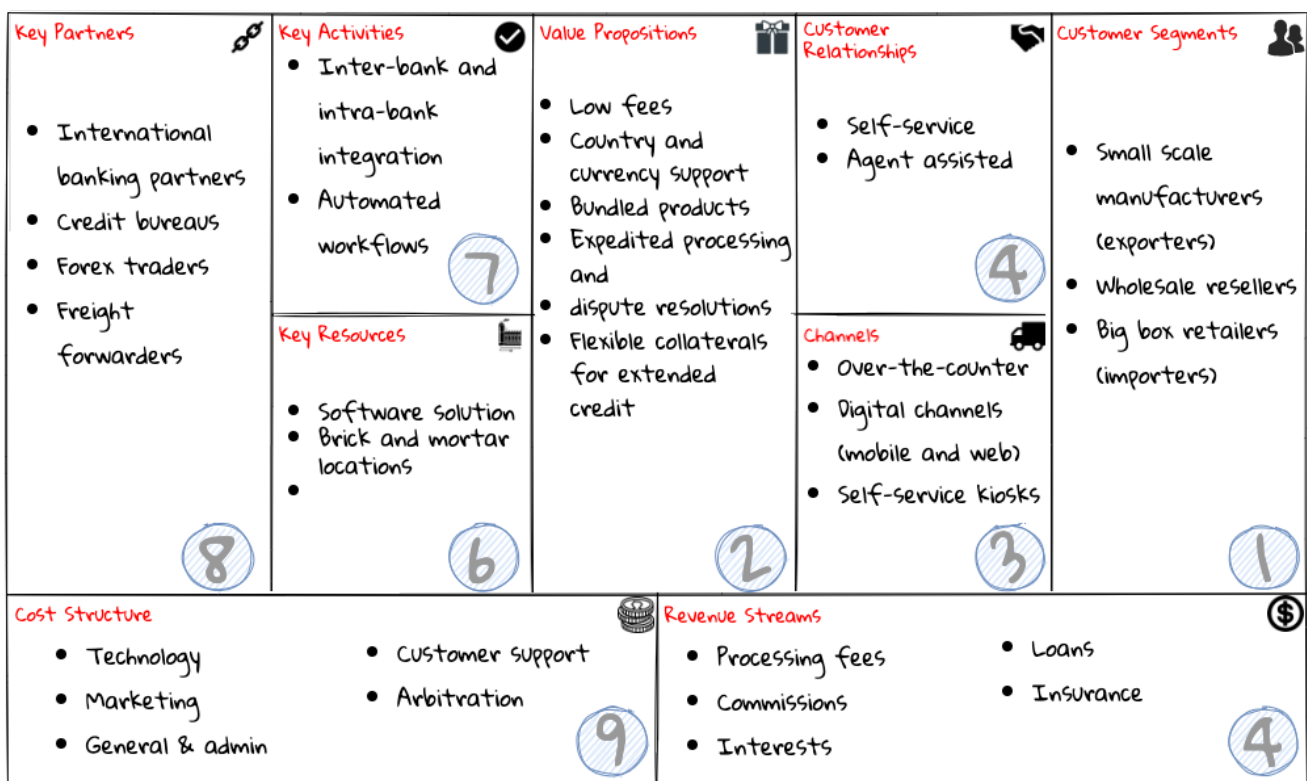 Key Partners
International
banking partners
Credit bureaus
Forex traders
Freight
forwarders
8
Key Activities
Inter-bank and
intra-bank
integration
Automated
workflows
7
Key Resources
Software solution
Brick and mortar
locations
6
Value Propositions
Low fees
Country and
currency support
Bundled products
Expedited processing
and
dispute resolutions
Flexible collaterals
for extended
credit
2
Customer
Relationships
Self-service
Agent assisted
4
Channels
Over-the-counter
Digital channels
(mobile and web)
Self-service kiosks
3
Customer Segments
Small scale
manufacturers
(exporters)
Wholesale resellers
Big box retailers
(importers)
1
Cost Structure
Technology
Marketing
General & admin
Customer support
Arbitration
9
Revenue Streams
Processing fees
Commissions
Interests
Loans
Insurance
4